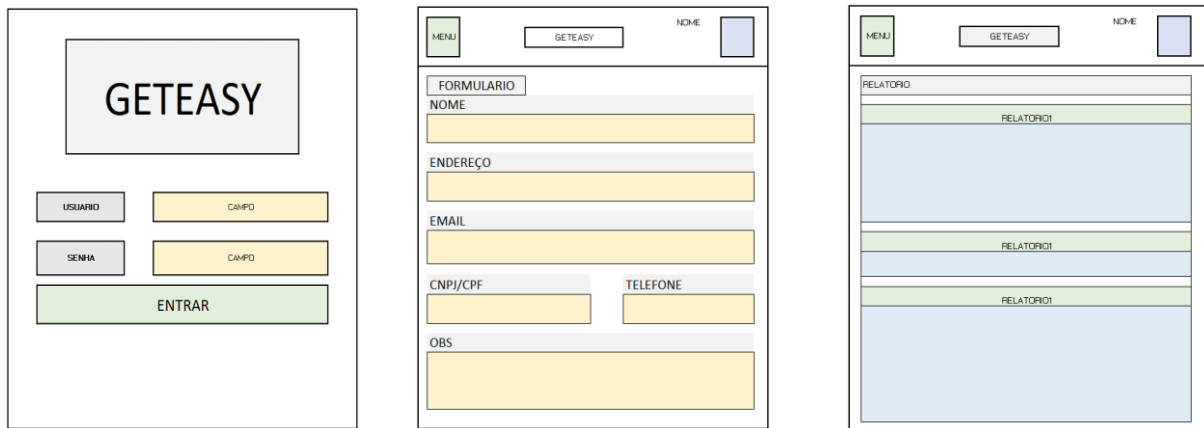 GETEASY
USUARIO
CAMPO
SENHA
CAMPO
ENTRAR
MENU
GETEASY
NOME
FORMULARIO
NOME
ENDEREÇO
EMAIL
CNPJ/CPF
TELEFONE
OBS
MENU
GETEASY
NOME
RELATORIO
RELATORIO1
RELATORIO1
RELATORIO1